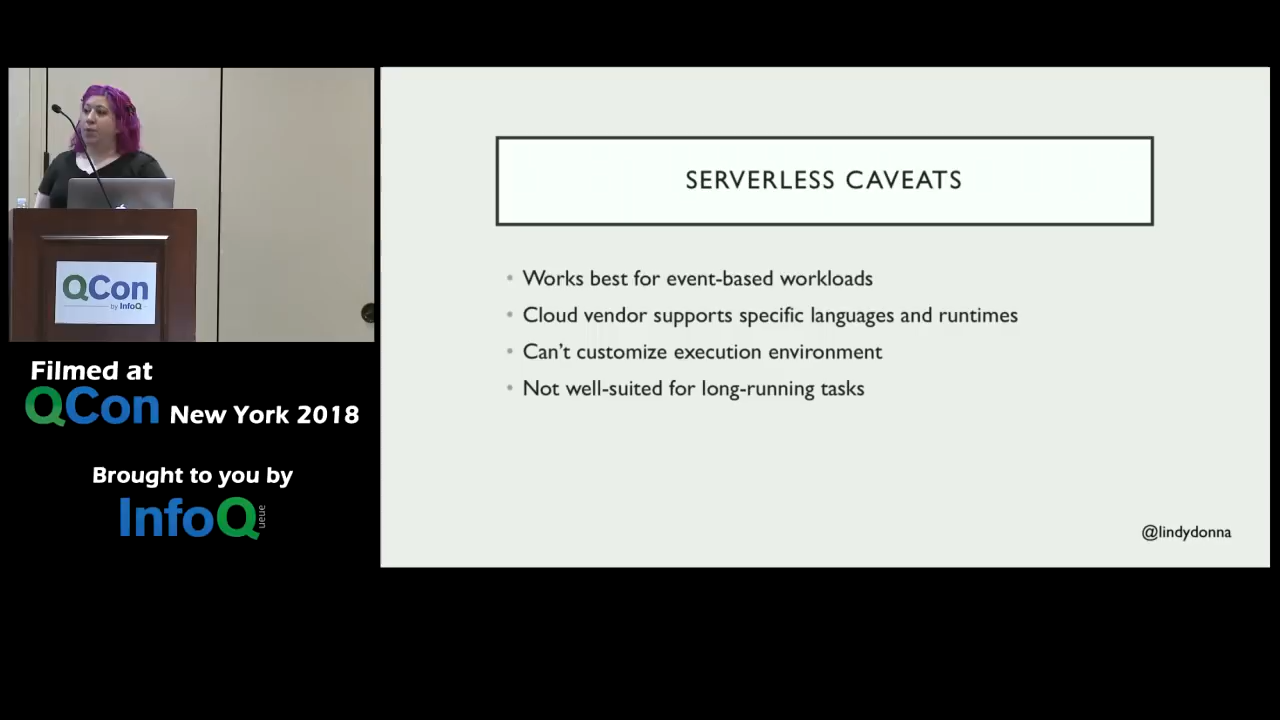 QCon
by InfoQ
Filmed at
QCon New York 2018
Brought to you by
InfoQ
ueue
SERVERLESS CAVEATS
• Works best for event-based workloads
• Cloud vendor supports specific languages and runtimes
• Can't customize execution environment
• Not well-suited for long-running tasks
@lindydonna